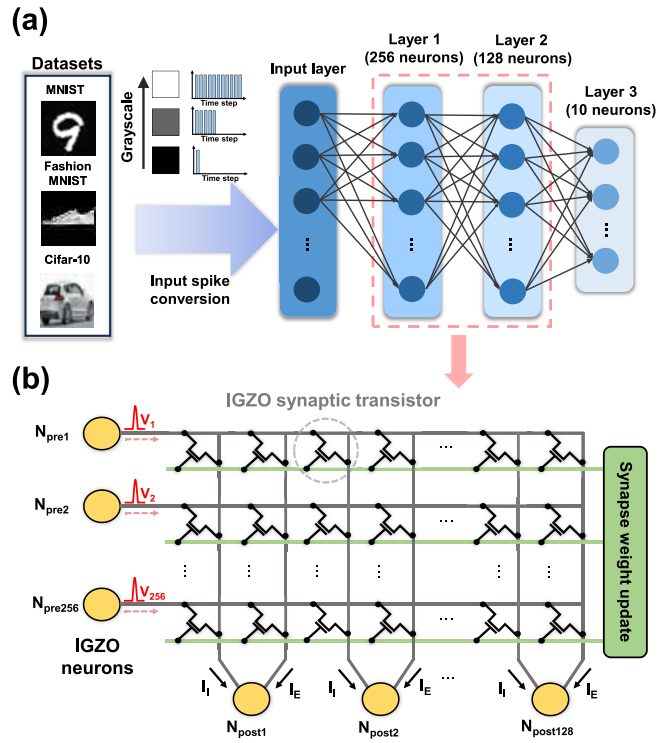 (a)
Datasets
MNIST
Fashion
MNIST
Cifar-10
Grayscale
Time step
Time step
Time step
Input spike
conversion
Input layer
Layer 1
(256 neurons)
Layer 2
(128 neurons)
Layer 3
(10 neurons)
...
...
...
...
(b)
IGZO synaptic transistor
Npre1
V1
...
Npre2
V2
...
...
...
...
...
...
Npre256
V256
...
IGZO
neurons
Synapse weight update
II
IE
II
IE
...
II
IE
Npost1
Npost2
Npost128